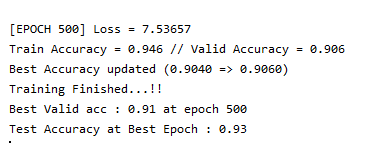 [EPOCH 500] Loss = 7.53657
Train Accuracy = 0.946 // Valid Accuracy = 0.906
Best Accuracy updated (0.9040 => 0.9060)
Training Finished...!!
Best Valid acc : 0.91 at epoch 500
Test Accuracy at Best Epoch : 0.93